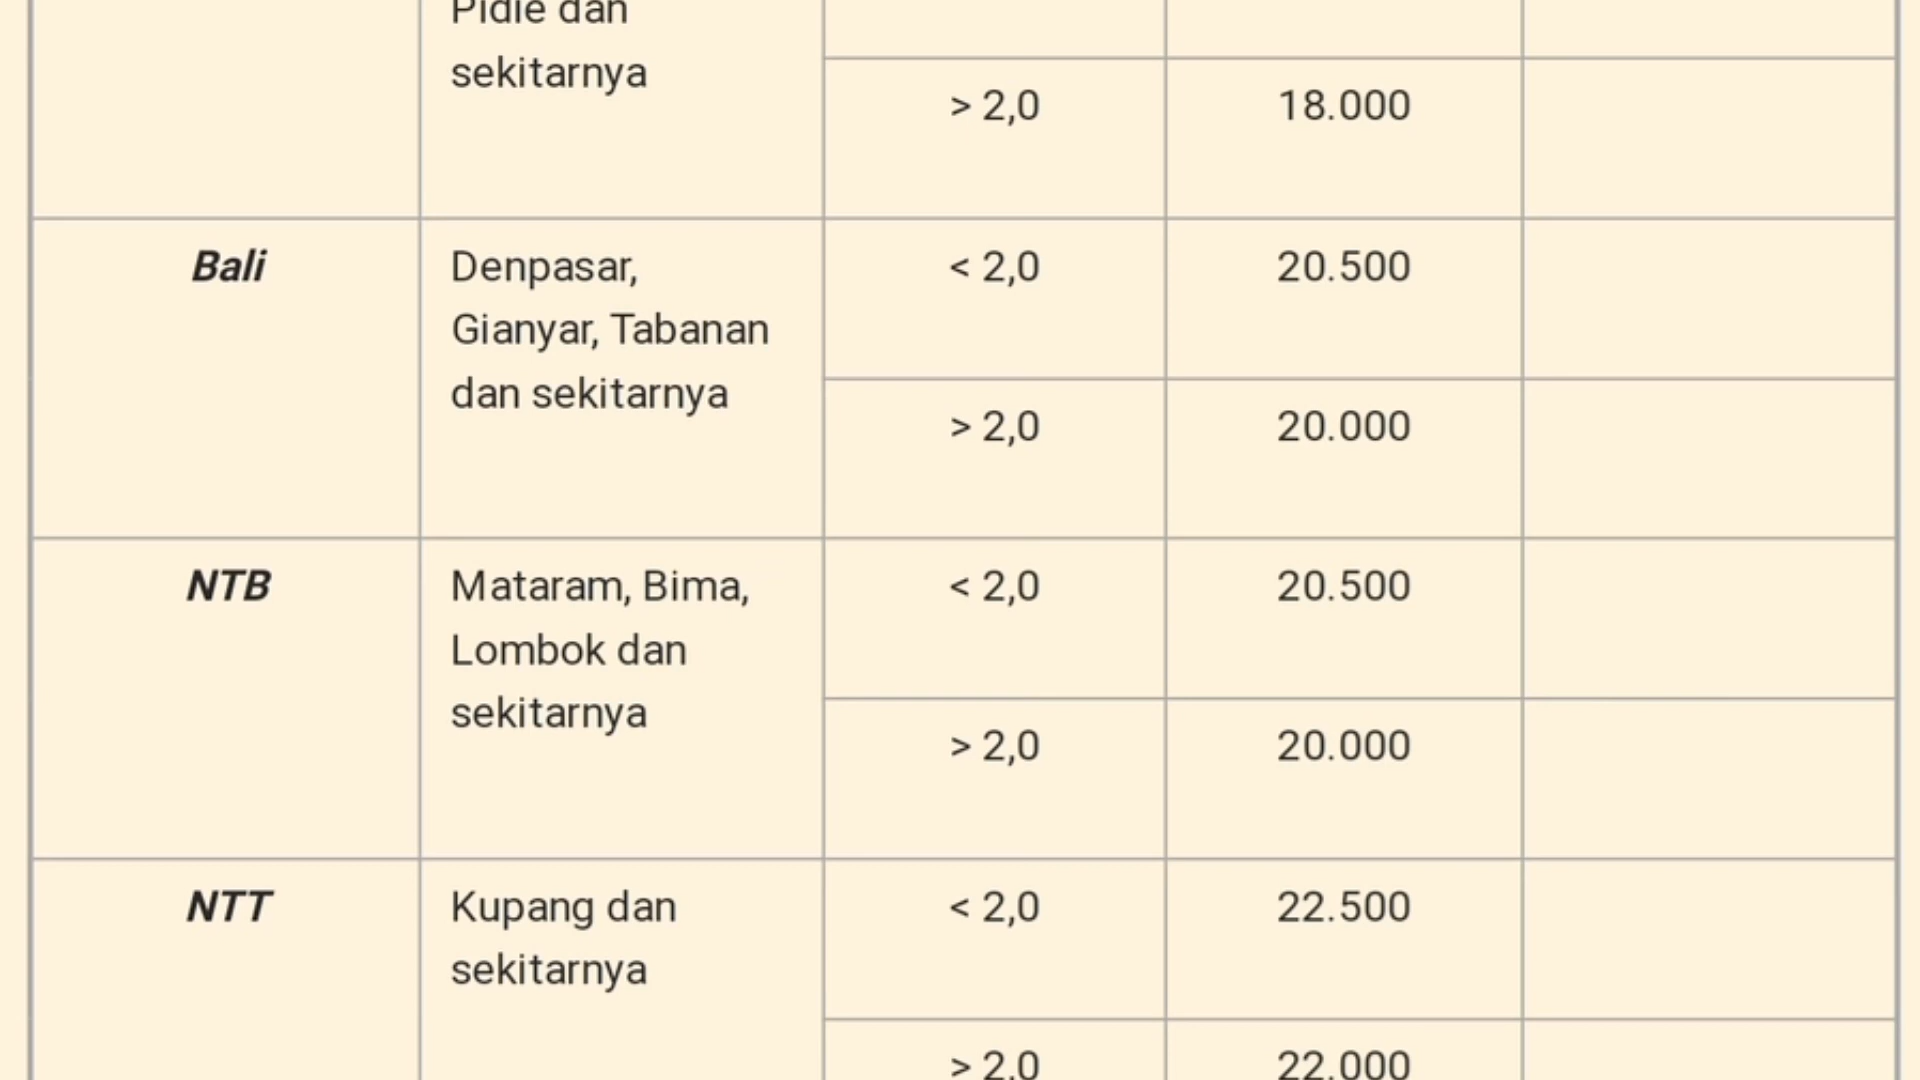 Pidie dan
sekitarnya
> 2,0 18.000
Bali Denpasar, < 2,0 20.500
Gianyar, Tabanan
dan sekitarnya
> 2,0 20.000
NTB Mataram, Bima, < 2,0 20.500
Lombok dan
sekitarnya
> 2,0 20.000
NTT Kupang dan < 2,0 22.500
sekitarnya
> 2,0 22.000